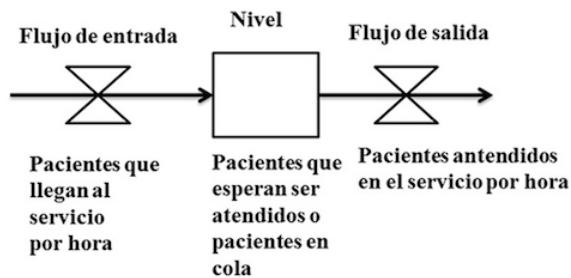 Nivel
Flujo de entrada
Flujo de salida
Pacientes que
llegan al
servicio
por hora
Pacientes que
esperan ser
atendidos o
pacientes en
cola
Pacientes antendidos
en el servicio por hora